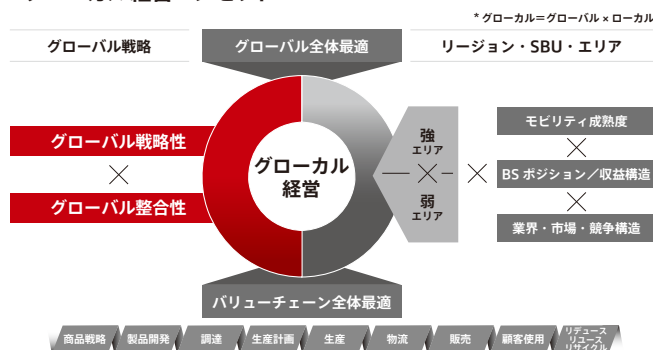 *グローカル=グローバル×ローカル
グローバル戦略
グローバル全体最適
リージョン・SBU・エリア
グローバル戦略性
×
グローバル整合性
グローカル
経営
強
エリア
×
弱
エリア
×
モビリティ成熟度
×
BSポジション／収益構造
×
業界・市場・競争構造
バリューチェーン全体最適
商品戦略
製品開発
調達
生産計画
生産
物流
販売
顧客使用
リデュース
リユース
リサイクル